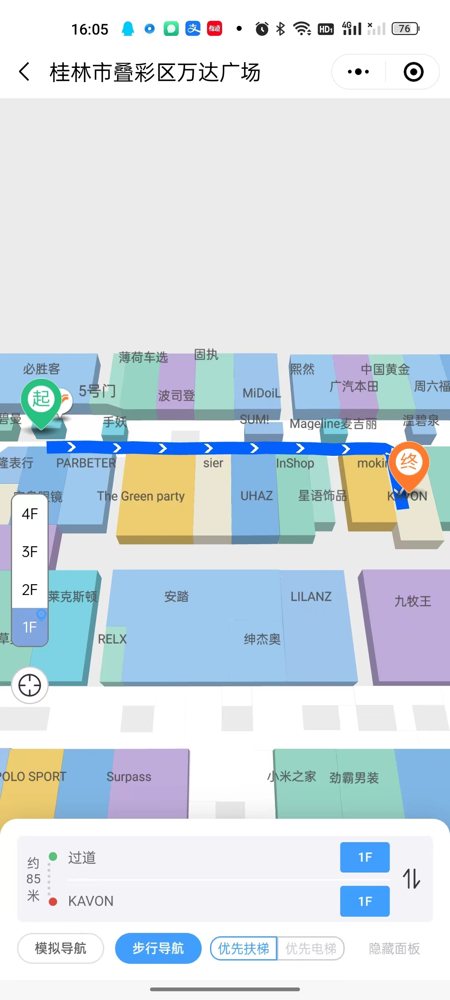 16:05
支
有道
HD1
4G
76
桂林市叠彩区万达广场
薄荷车选
固执
必胜客
熙然
中国黄金
广汽本田
周六福
5号门
波司登
MiDoiL
起
碧曼
手妖
SUM!
Mageline麦吉丽
温碧泉
隆表行
PARBETER
sier
InShop
mokin
终
眼镜
The Green party
UHAZ
星语饰品
KAVON
4F
3F
2F
1F
莱克斯顿
安踏
LILANZ
九牧王
草
RELX
绅杰奥
POLO SPORT
Surpass
小米之家
劲霸男装
约
85
米
过道
1F
KAVON
1F
模拟导航
步行导航
优先扶梯
优先电梯
隐藏面板